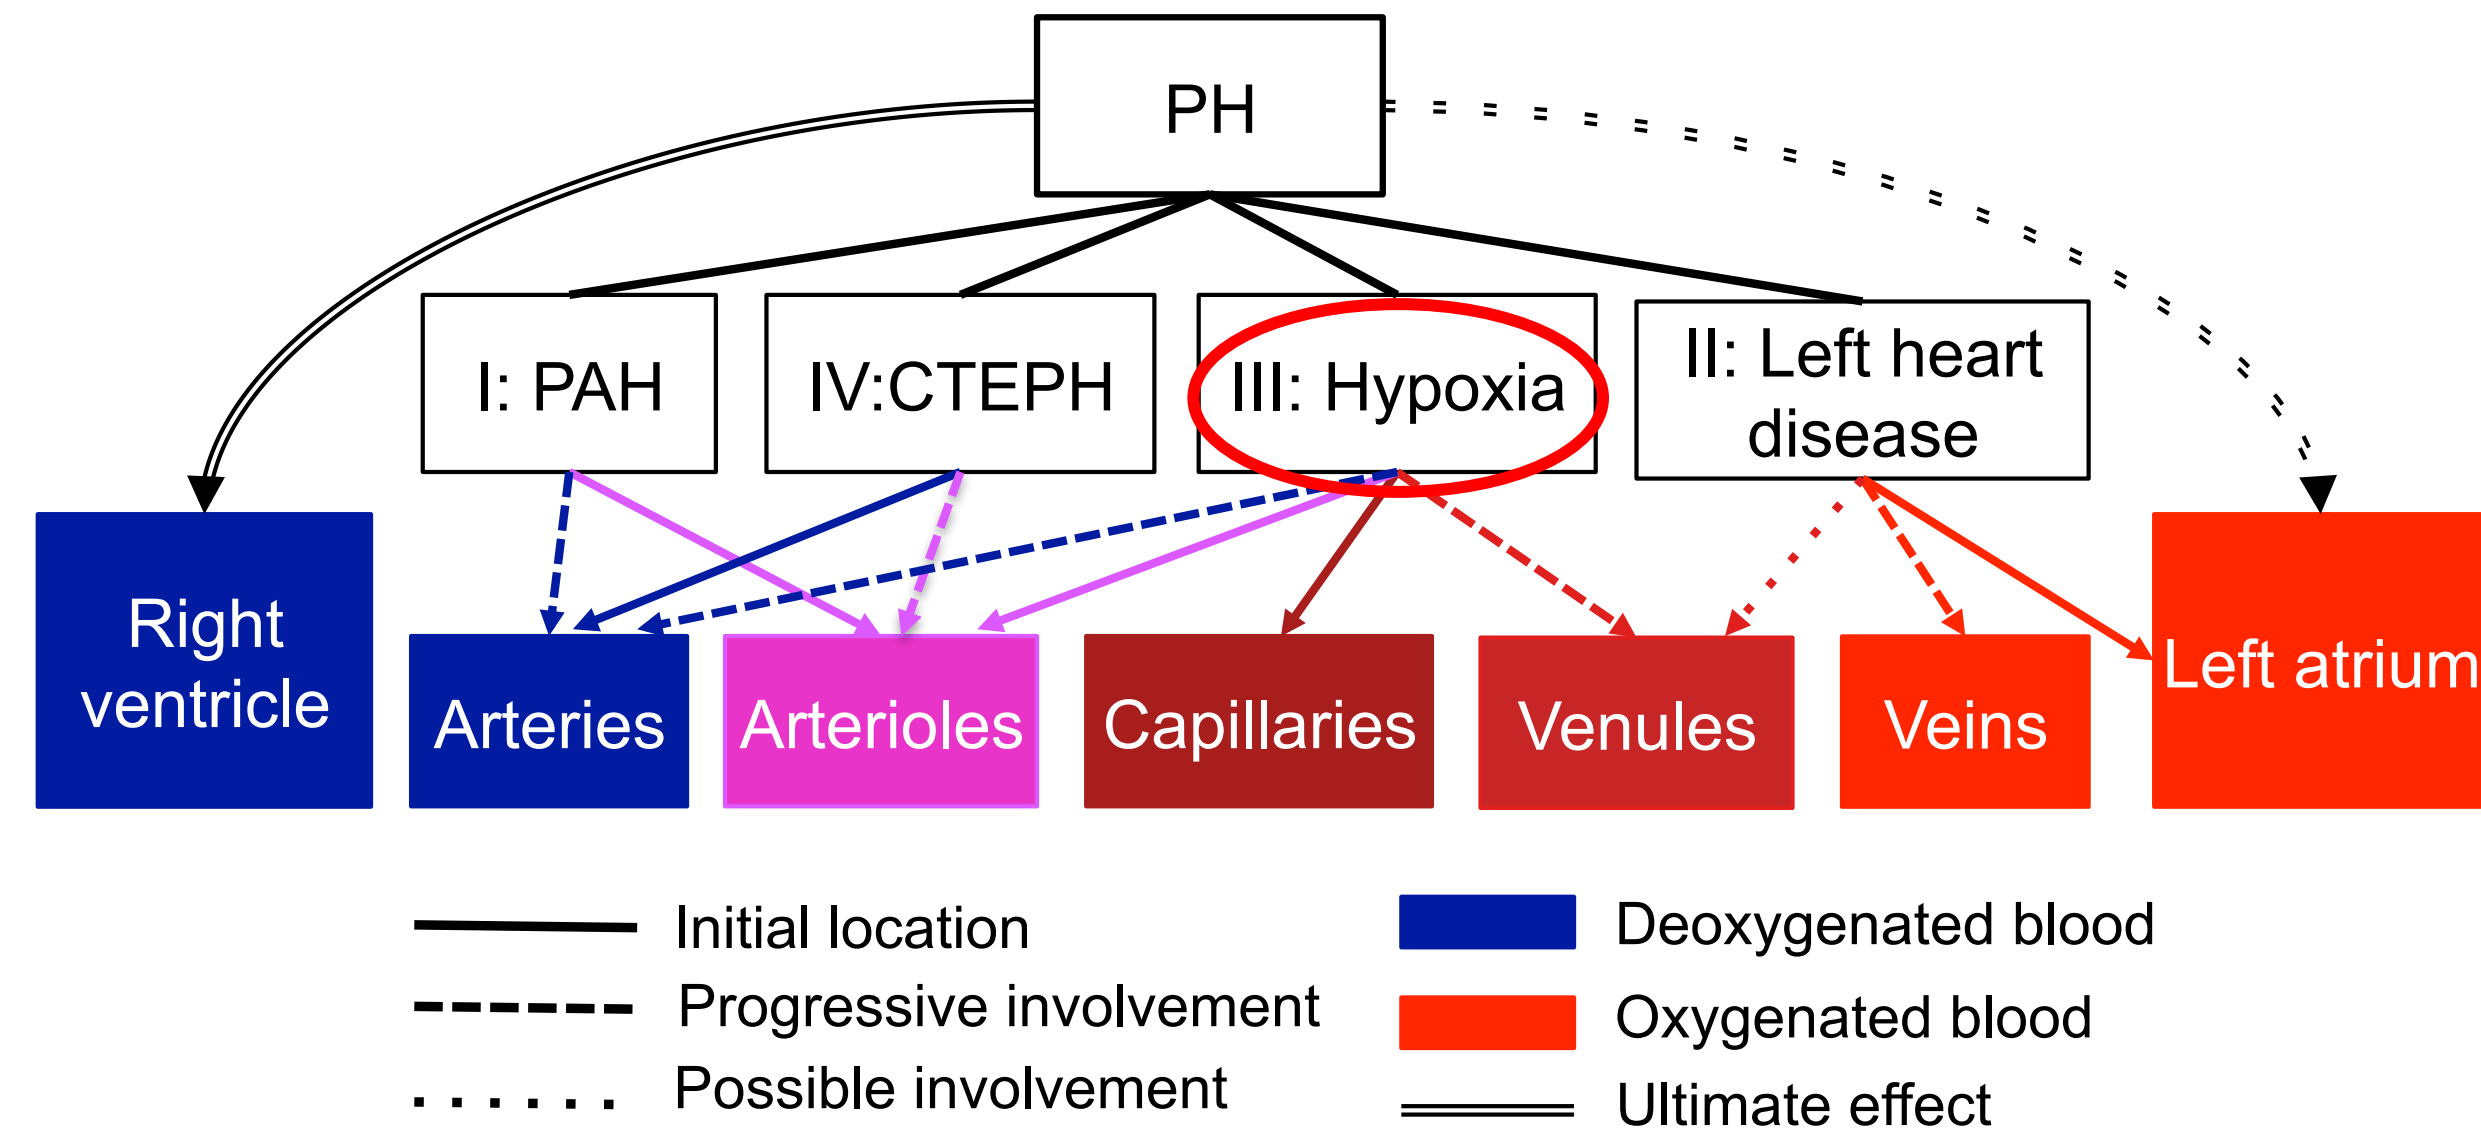 PH
I: PAH
IV:CTEPH
III: Hypoxia
II: Left heart
disease
Right
ventricle
Arteries
Arterioles
Capillaries
Venules
Veins
Left atrium
Initial location
Progressive involvement
Possible involvement
Deoxygenated blood
Oxygenated blood
Ultimate effect